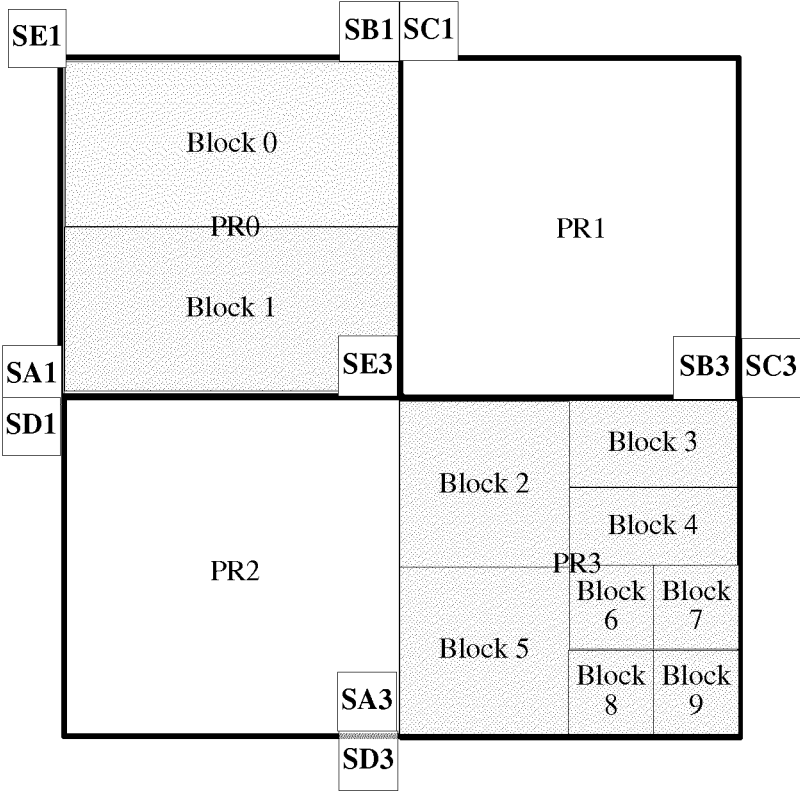 SE1
SB1
SC1
Block 0
PR0
PR1
Block 1
SE3
SB3
SC3
SA1
SD1
Block 2
Block 3
Block 4
PR2
PR3
Block
6
Block
7
Block 5
Block
8
Block
9
SA3
SD3